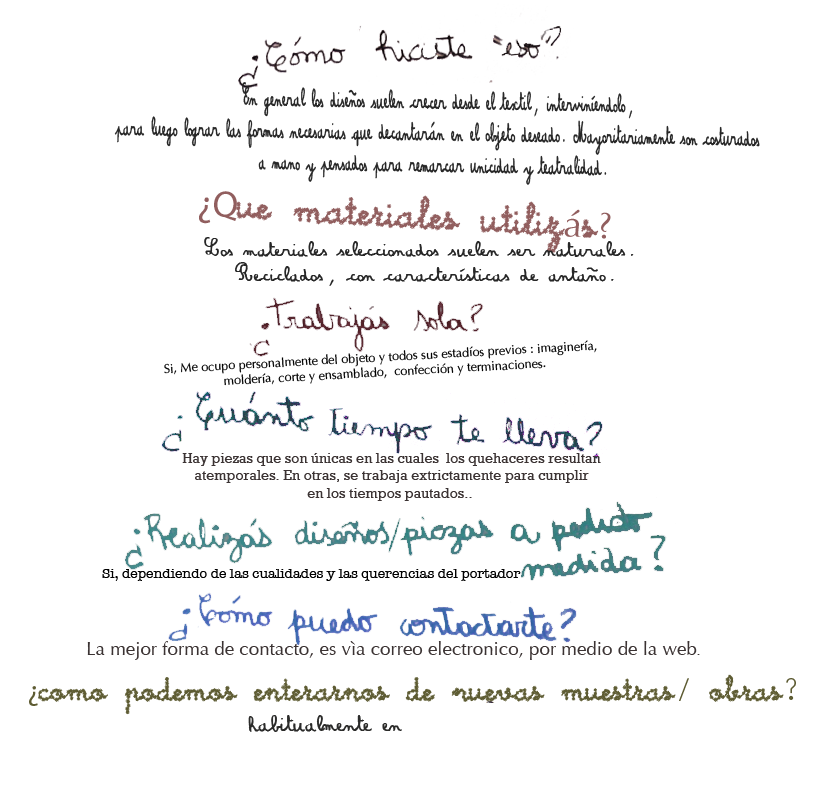 ¿Cómo hiciste "eso"?
En general los diseños suelen crecer desde el textil, interviniéndolo,
para luego lograr las formas necesarias que decantarán en el objeto deseado. Mayoritariamente son costurados
a mano y pensados para remarcar unicidad y teatralidad.
¿Que materiales utilizás?
Los materiales seleccionados suelen ser naturales.
Reciclados, con características de antaño.
¿Trabajás sola?
Si, Me ocupo personalmente del objeto y todos sus estadíos previos : imaginería,
moldería, corte y ensamblado, confección y terminaciones.
¿Cuánto tiempo te lleva?
Hay piezas que son únicas en las cuales los quehaceres resultan
atemporales. En otras, se trabaja extrictamente para cumplir
en los tiempos pautados..
¿Realizás diseños/piezas a
medida?
Si, dependiendo de las cualidades y las querencias del portador
¿Cómo puedo contactarte?
La mejor forma de contacto, es vìa correo electronico, por medio de la web.
¿como podemos enterarnos de nuevas muestras/ obras?
habitualmente en